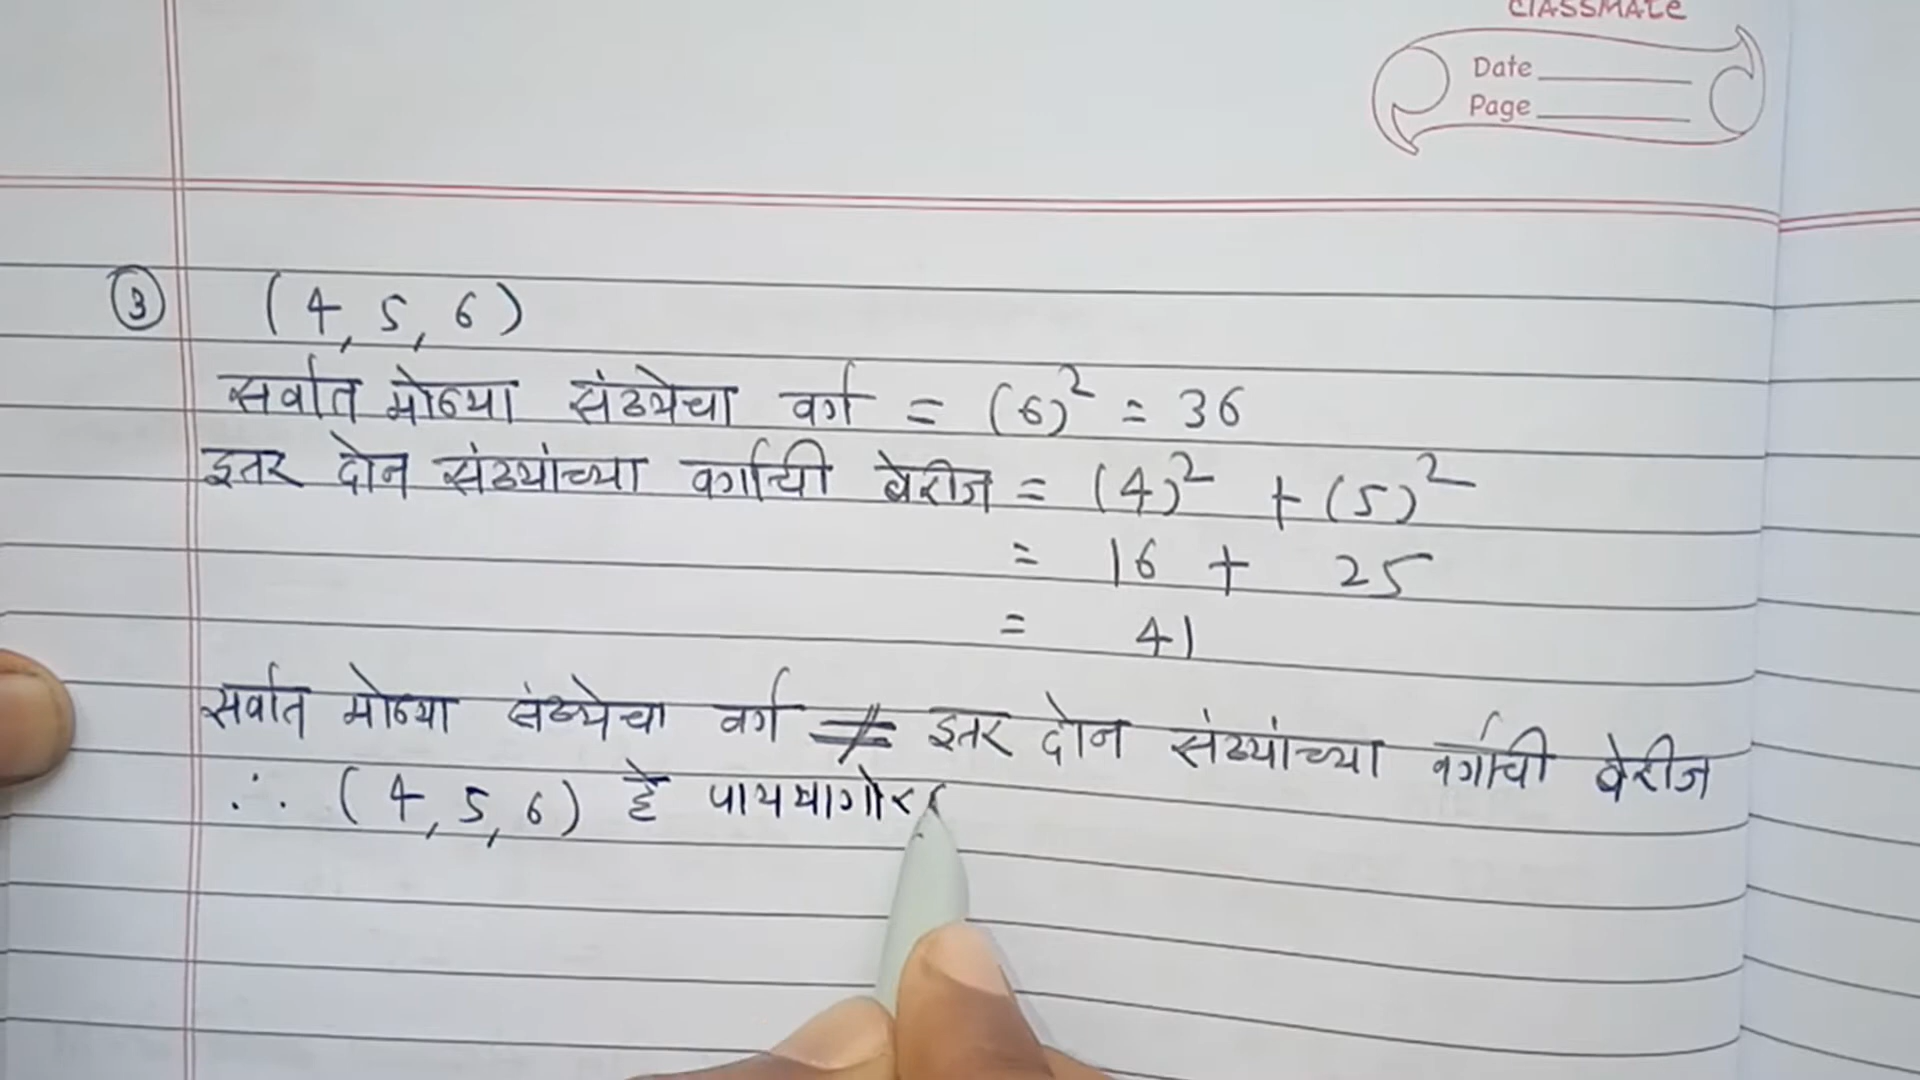 classmate
Date
Page
3 (4, 5, 6)
सर्वात मोठ्या संख्येचा वर्ग = (6)² = 36
इतर दोन संख्यांच्या वर्गाची बेरीज = (4)² + (5)²
= 16 + 25
= 41
सर्वात मोठ्या संख्येचा वर्ग ≠ इतर दोन संख्यांच्या वर्गाची बेरीज
∴ (4, 5, 6) हे